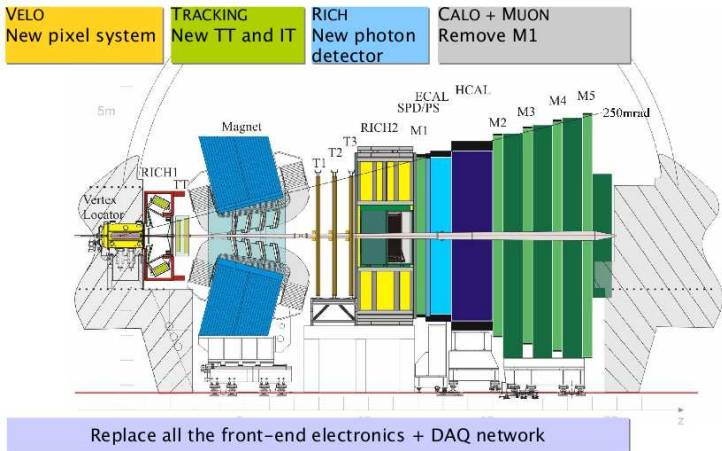 VELO
New pixel system
TRACKING
New TT and IT
RICH
New photon
detector
CALO + MUON
Remove M1
5m
Magnet
RICH1
TT
Vertex
Locator
T1
T2
T3
RICH2
SPD/PS
M1
ECAL
HCAL
M2
M3
M4
M5
250mrad
z
Replace all the front-end electronics + DAQ network